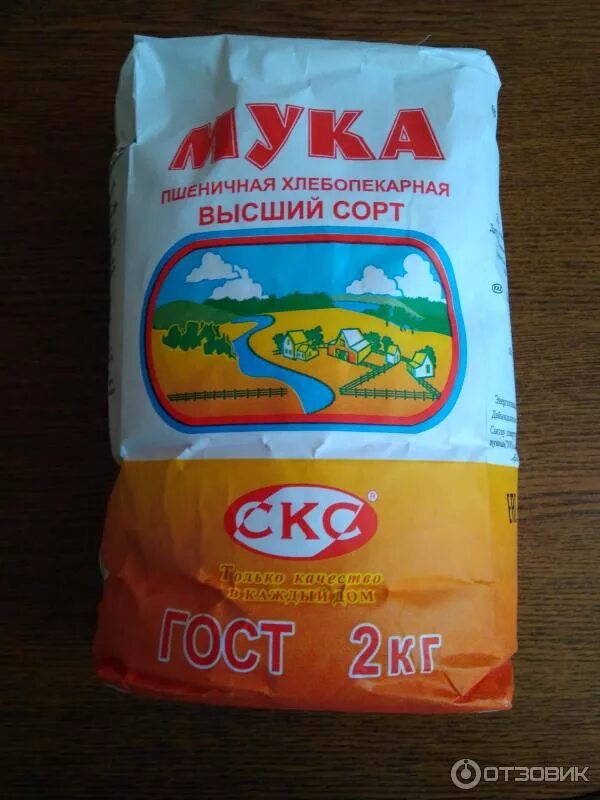 МУКА
ПШЕНИЧНАЯ ХЛЕБОПЕКАРНАЯ
ВЫСШИЙ СОРТ
СКС®
Только качество
в каждый дом
ГОСТ 2кг
ОТЗОВИК